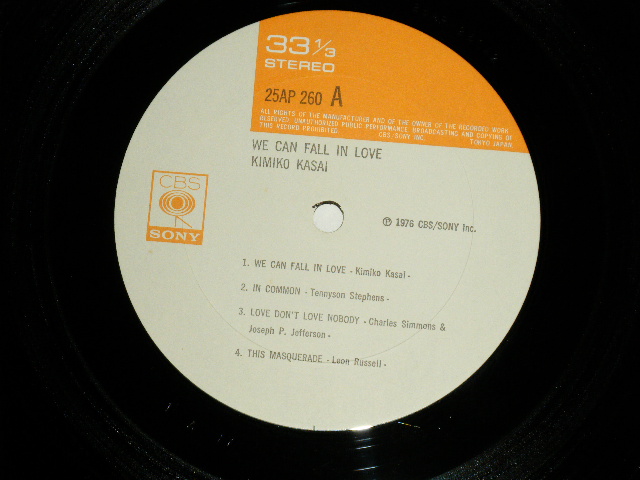 33 1/3
STEREO
25AP 260 A
ALL RIGHTS OF THE MANUFACTURER AND OF THE OWNER OF THE RECORDED WORK
RESERVED. UNAUTHORIZED PUBLIC PERFORMANCE, BROADCASTING AND COPYING OF
THIS RECORD PROHIBITED. CBS/SONY INC. TOKYO JAPAN
WE CAN FALL IN LOVE
KIMIKO KASAI
CBS
SONY
Ⓟ 1976 CBS/SONY Inc.
1. WE CAN FALL IN LOVE - Kimiko Kasai -
2. IN COMMON - Tennyson Stephens -
3. LOVE DON'T LOVE NOBODY - Charles Simmons &
Joseph P. Jefferson -
4. THIS MASQUERADE - Leon Russell -